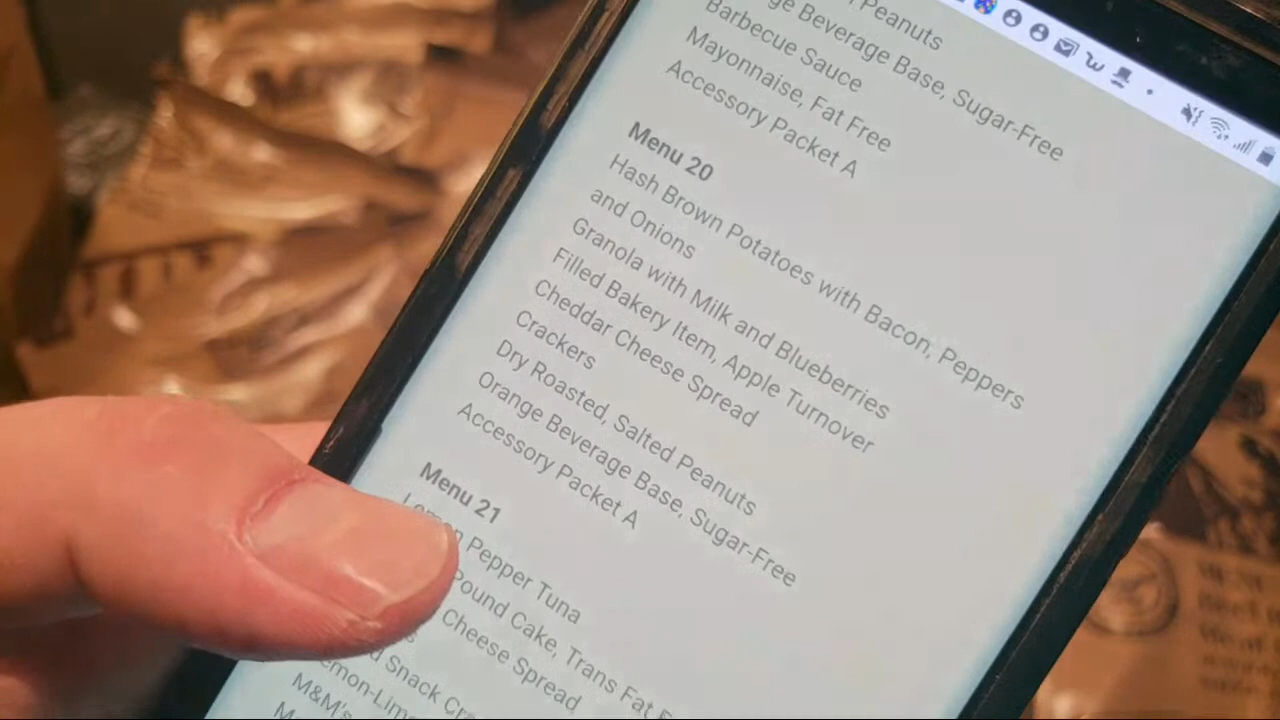 Peanuts
Beverage Base, Sugar-Free
Barbecue Sauce
Mayonnaise, Fat Free
Accessory Packet A
Menu 20
Hash Brown Potatoes with Bacon, Peppers
and Onions
Granola with Milk and Blueberries
Filled Bakery Item, Apple Turnover
Cheddar Cheese Spread
Crackers
Dry Roasted, Salted Peanuts
Orange Beverage Base, Sugar-Free
Accessory Packet A
Menu 21
Pepper Tuna
Pound Cake, Trans Fat
Cheese Spread
Snack
M&M's